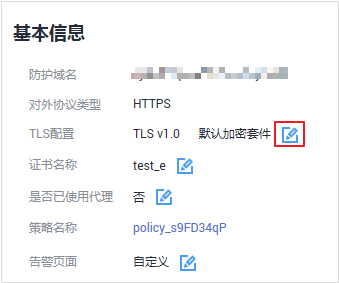 基本信息
防护域名
对外协议类型 HTTPS
TLS配置 TLS v1.0 默认加密套件
证书名称 test_e
是否已使用代理 否
策略名称 policy_s9FD34qP
告警页面 自定义